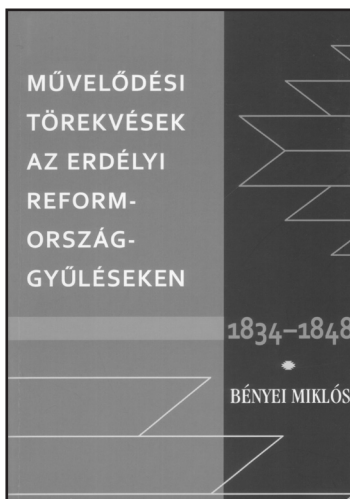 MŰVELŐDÉSI
TÖREKVÉSEK
AZ ERDÉLYI
REFORM-
ORSZÁG-
GYŰLÉSEKEN
1834–1848
BÉNYEI MIKLÓS